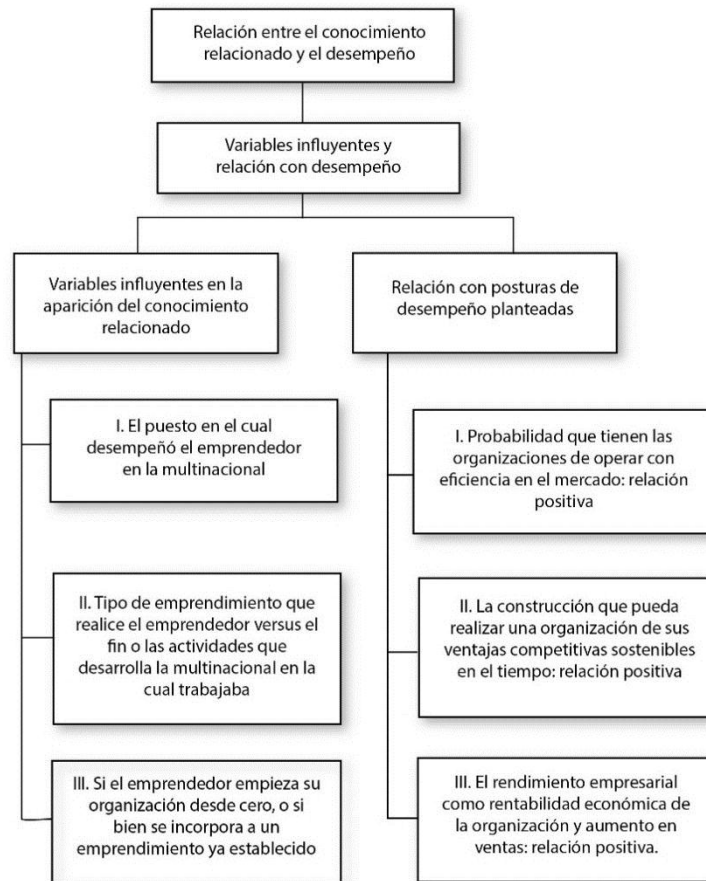 Relación entre el conocimiento
relacionado y el desempeño
Variables influyentes y
relación con desempeño
Variables influyentes en la
aparición del conocimiento
relacionado
I. El puesto en el cual
desempeñó el emprendedor
en la multinacional
II. Tipo de emprendimiento que
realice el emprendedor versus el
fin o las actividades que
desarrolla la multinacional en la
cual trabajaba
III. Si el emprendedor empieza su
organización desde cero, o si
bien se incorpora a un
emprendimiento ya establecido
Relación con posturas de
desempeño planteadas
I. Probabilidad que tienen las
organizaciones de operar con
eficiencia en el mercado: relación
positiva
II. La construcción que pueda
realizar una organización de sus
ventajas competitivas sostenibles
en el tiempo: relación positiva
III. El rendimiento empresarial
como rentabilidad económica de
la organización y aumento en
ventas: relación positiva.